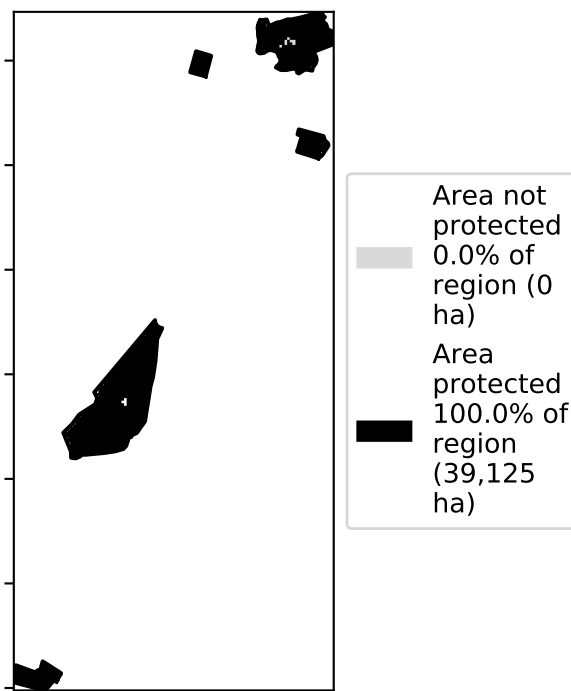 Area not
protected
0.0% of
region (0
ha)
Area
protected
100.0% of
region
(39,125
ha)